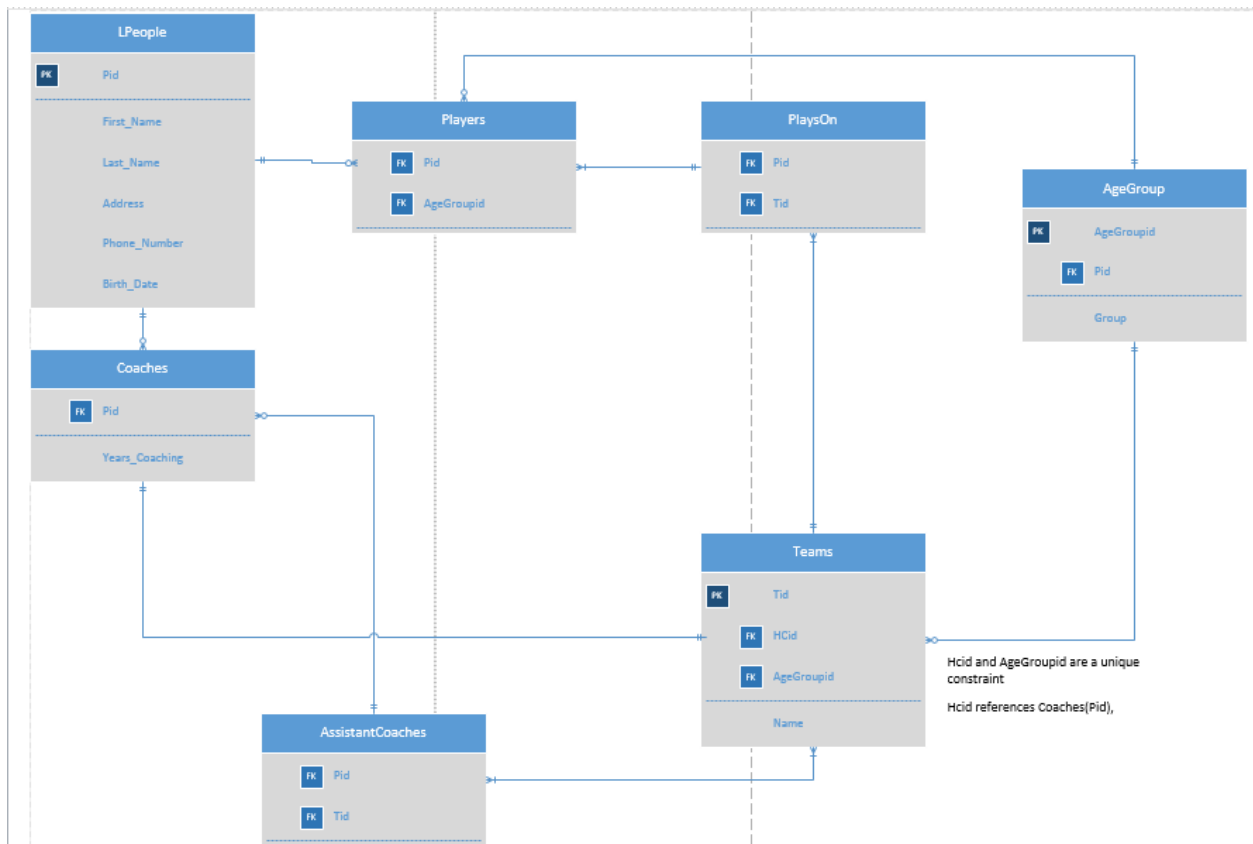 LPeople
PK Pid
First_Name
Last_Name
Address
Phone_Number
Birth_Date
Players
FK Pid
FK AgeGroupid
PlaysOn
FK Pid
FK Tid
AgeGroup
PK AgeGroupid
FK Pid
Group
Coaches
FK Pid
Years_Coaching
Teams
PK Tid
FK HCid
FK AgeGroupid
Name
Hcid and AgeGroupid are a unique
constraint
Hcid references Coaches(Pid),
AssistantCoaches
FK Pid
FK Tid